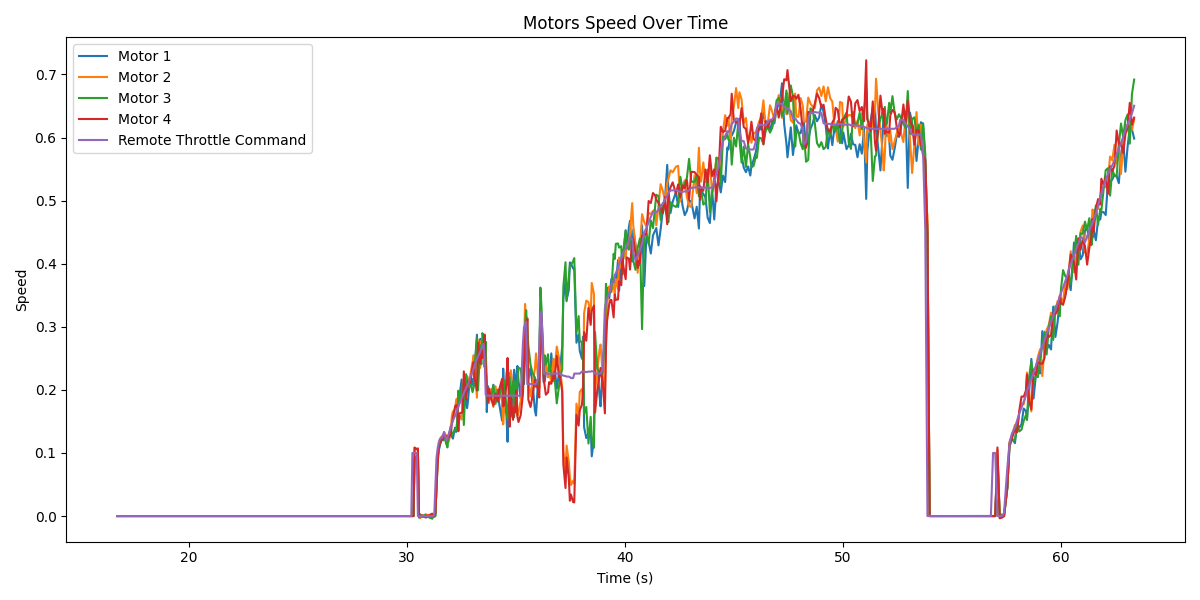 Motors Speed Over Time
Motor 1
Motor 2
Motor 3
Motor 4
Remote Throttle Command
Speed
0.7
0.6
0.5
0.4
0.3
0.2
0.1
0.0
20
30
40
50
60
Time (s)